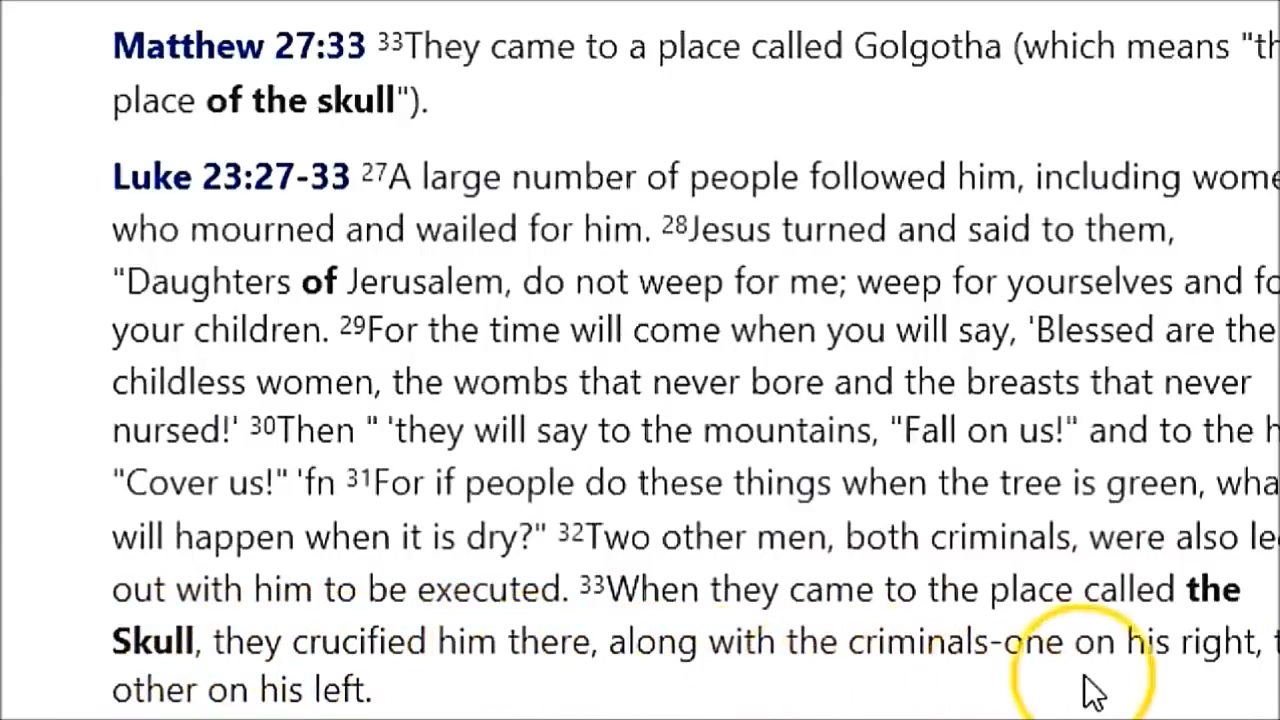 Matthew 27:33 33They came to a place called Golgotha (which means "th
place of the skull").
Luke 23:27-33 27A large number of people followed him, including wome
who mourned and wailed for him. 28Jesus turned and said to them,
"Daughters of Jerusalem, do not weep for me; weep for yourselves and fo
your children. 29For the time will come when you will say, 'Blessed are the
childless women, the wombs that never bore and the breasts that never
nursed!' 30Then " 'they will say to the mountains, "Fall on us!" and to the h
"Cover us!" 'fn 31For if people do these things when the tree is green, wha
will happen when it is dry?" 32Two other men, both criminals, were also le
out with him to be executed. 33When they came to the place called the
Skull, they crucified him there, along with the criminals-one on his right, t
other on his left.